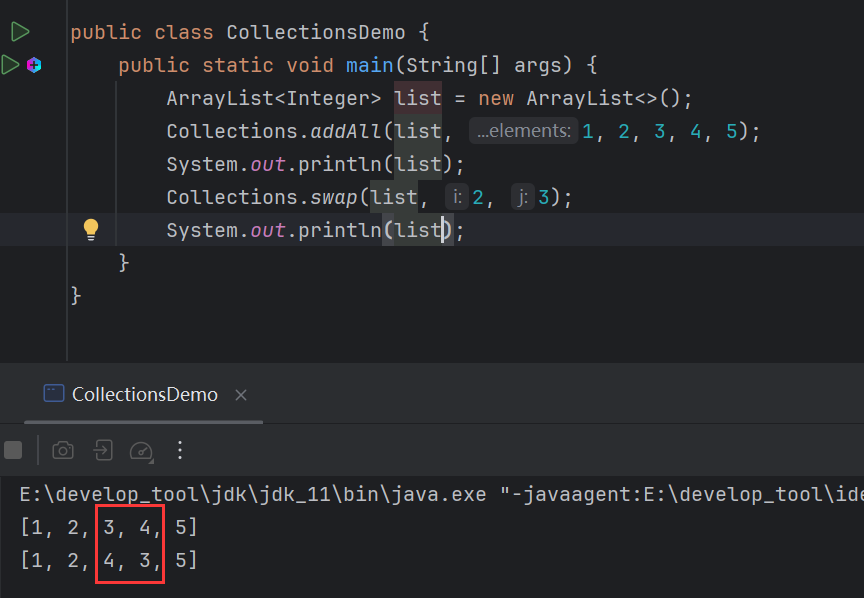 public class CollectionsDemo {
public static void main(String[] args) {
ArrayList<Integer> list = new ArrayList<>();
Collections.addAll(list, ...elements: 1, 2, 3, 4, 5);
System.out.println(list);
Collections.swap(list, i: 2, j: 3);
System.out.println(list);
}
}
CollectionsDemo
E:\develop_tool\jdk\jdk_11\bin\java.exe "-javaagent:E:\develop_tool\ide
[1, 2, 3, 4, 5]
[1, 2, 4, 3, 5]